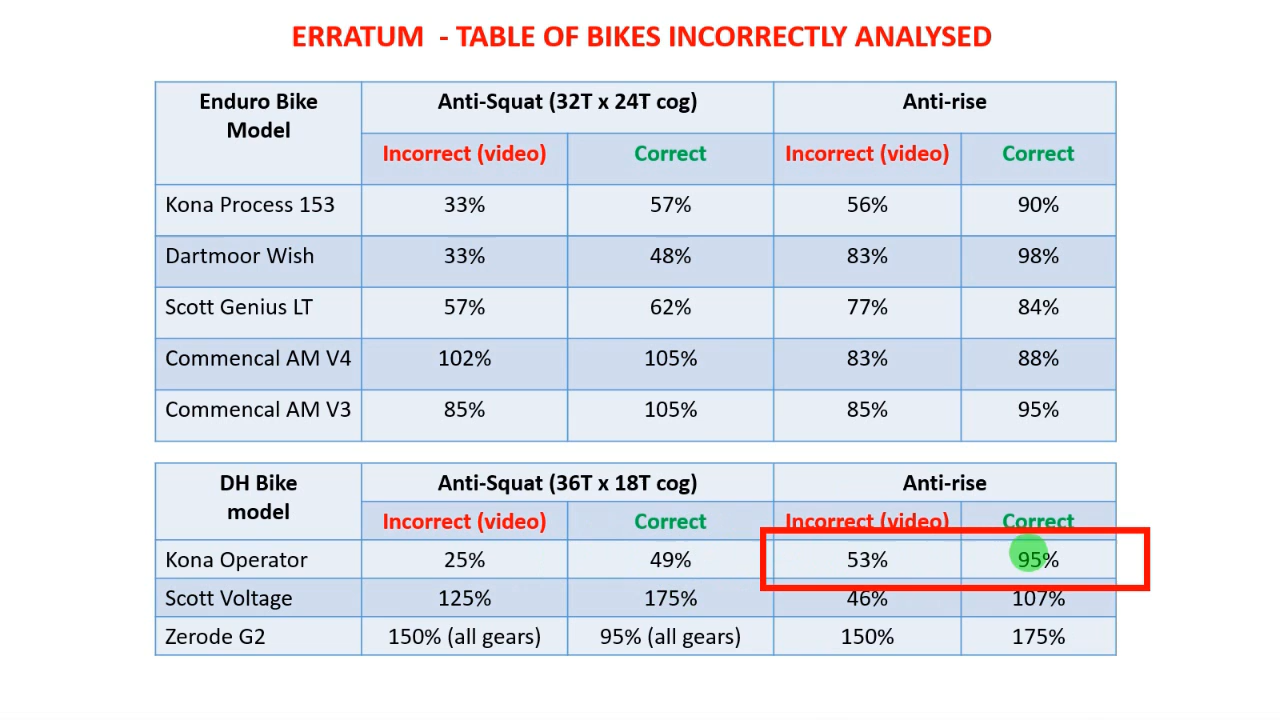 ERRATUM - TABLE OF BIKES INCORRECTLY ANALYSED
Enduro Bike Model Anti-Squat (32T x 24T cog) Anti-rise
Incorrect (video) Correct Incorrect (video) Correct
Kona Process 153 33% 57% 56% 90%
Dartmoor Wish 33% 48% 83% 98%
Scott Genius LT 57% 62% 77% 84%
Commencal AM V4 102% 105% 83% 88%
Commencal AM V3 85% 105% 85% 95%
DH Bike model Anti-Squat (36T x 18T cog) Anti-rise
Incorrect (video) Correct Incorrect (video) Correct
Kona Operator 25% 49% 53% 95%
Scott Voltage 125% 175% 46% 107%
Zerode G2 150% (all gears) 95% (all gears) 150% 175%